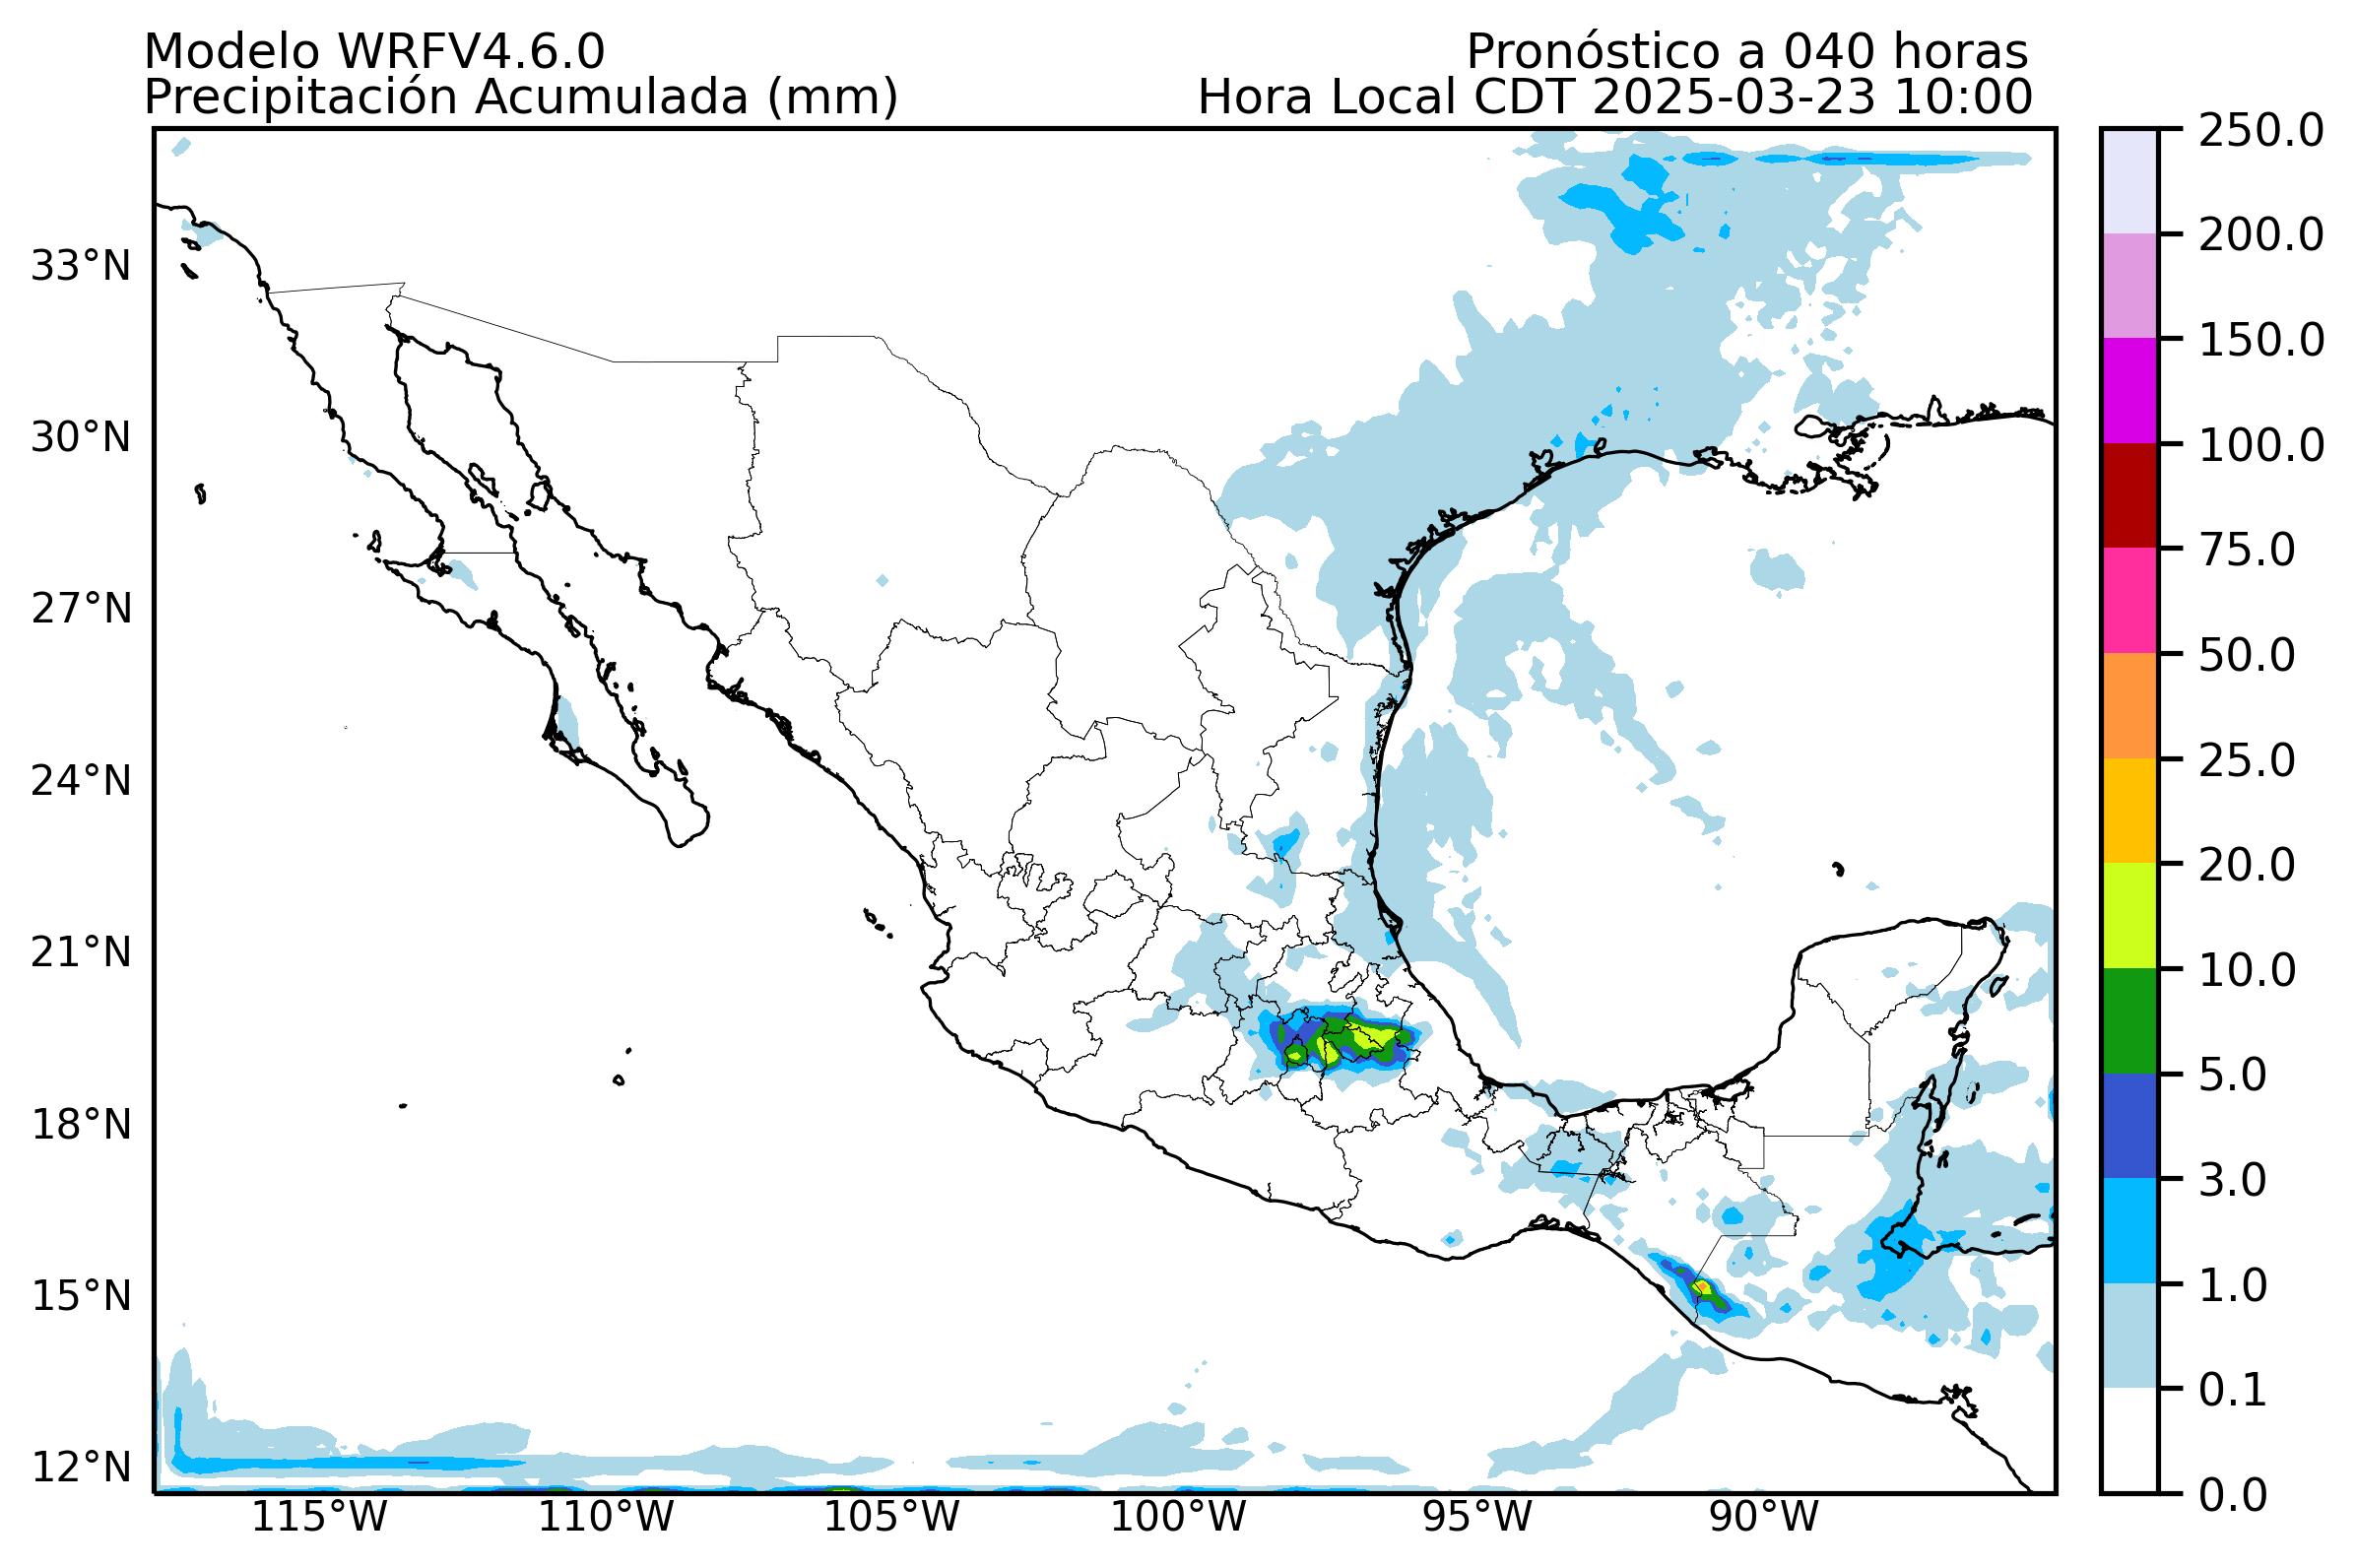 Modelo WRFV4.6.0
Pronóstico a 040 horas
Precipitación Acumulada (mm)
Hora Local CDT 2025-03-23 10:00
33°N
30°N
27°N
24°N
21°N
18°N
15°N
12°N
115°W
110°W
105°W
100°W
95°W
90°W
250.0
200.0
150.0
100.0
75.0
50.0
25.0
20.0
10.0
5.0
3.0
1.0
0.1
0.0